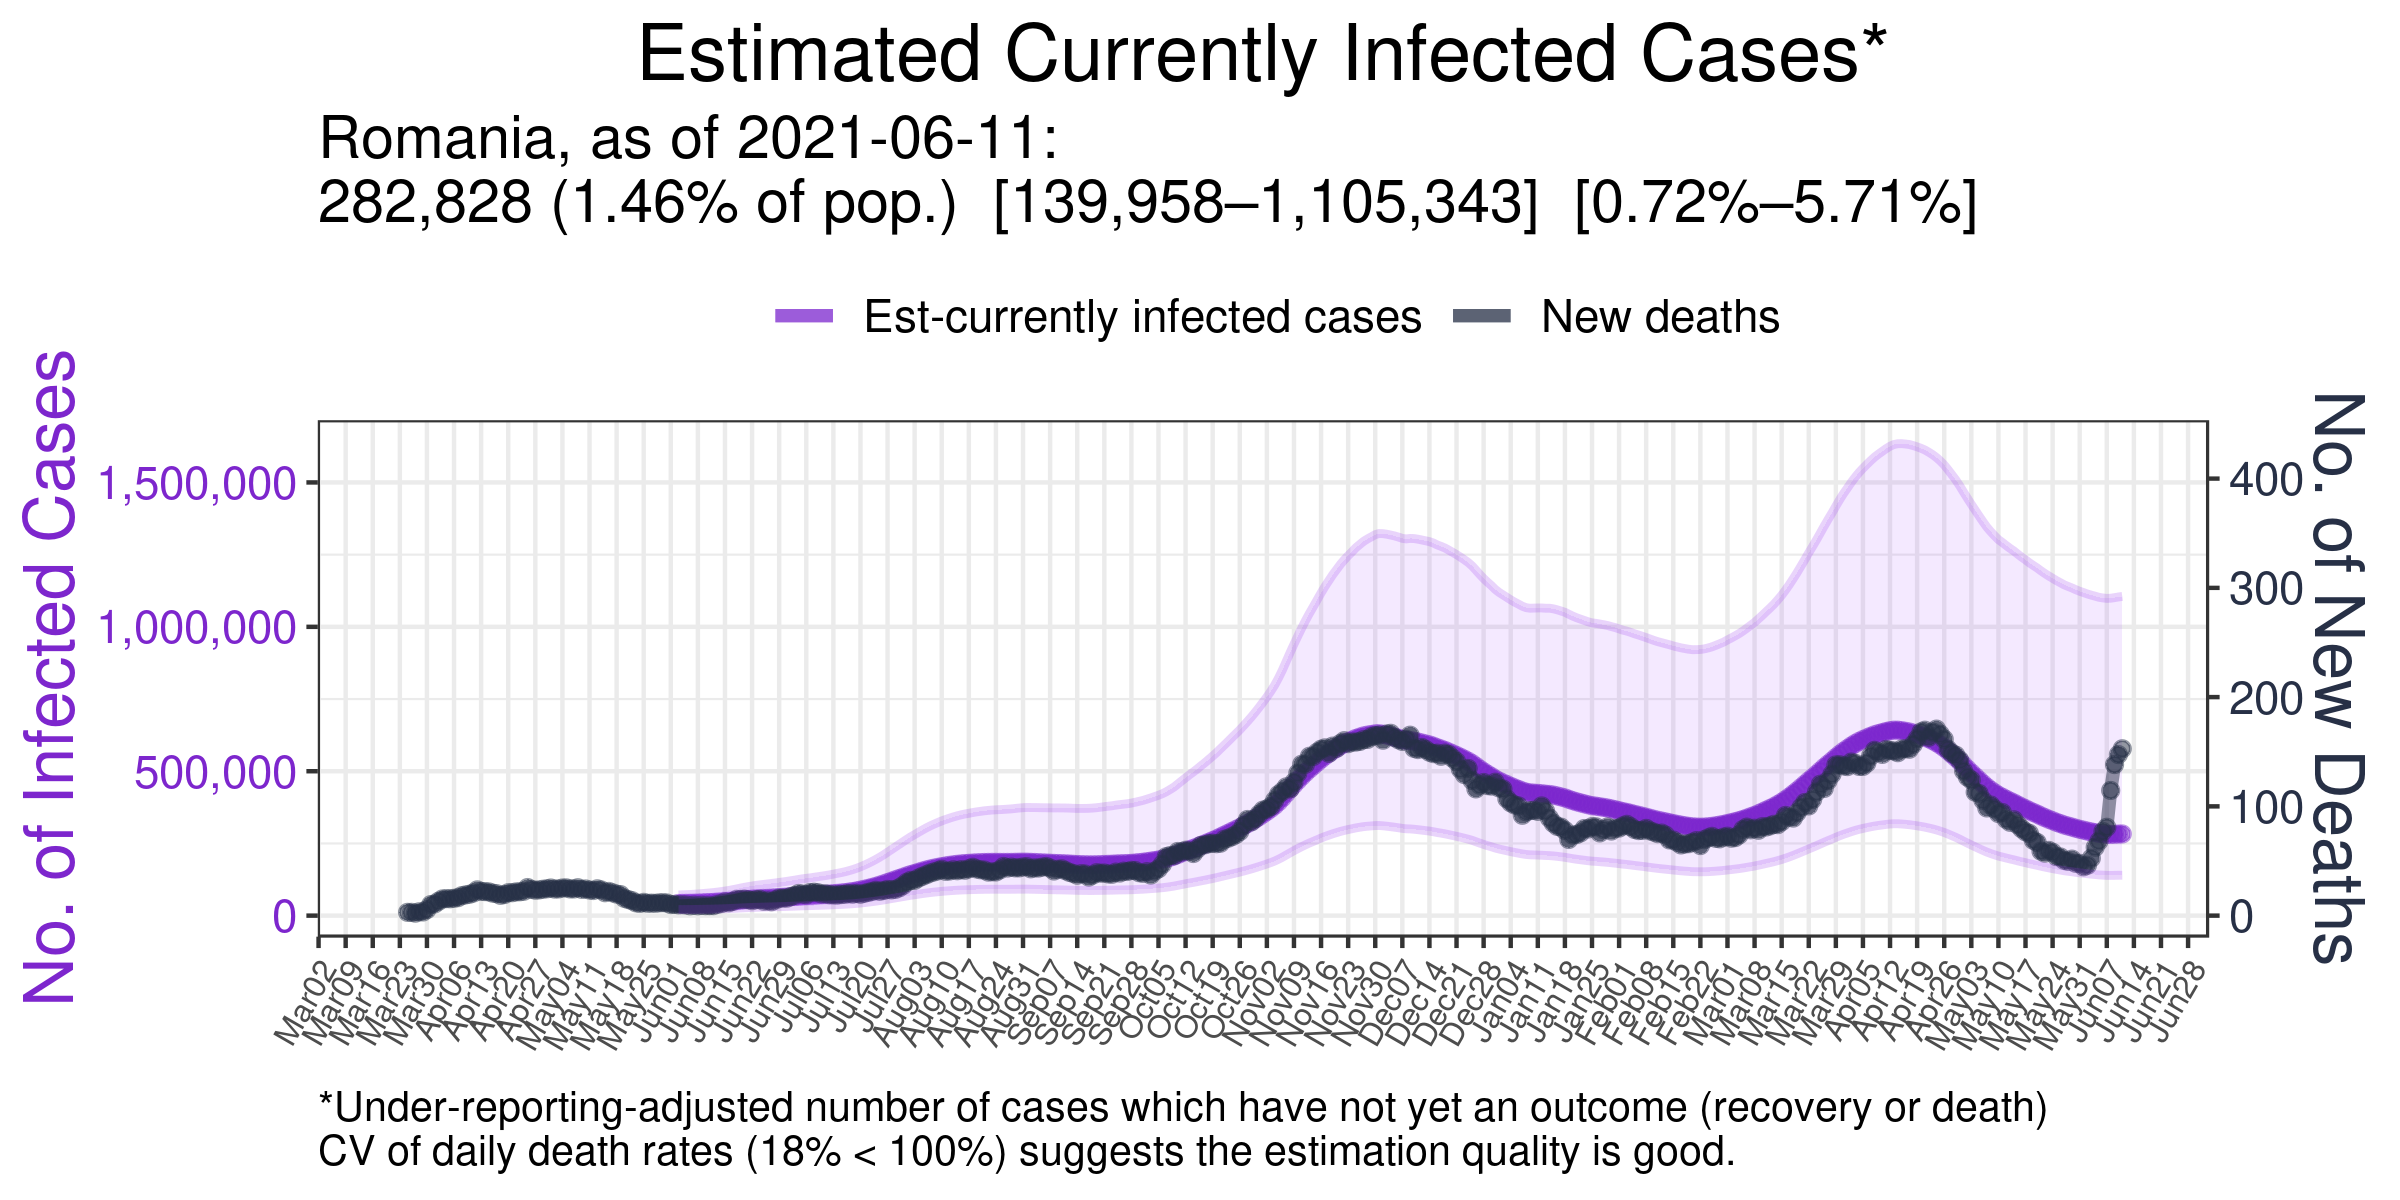 Estimated Currently Infected Cases*
Romania, as of 2021-06-11:
282,828 (1.46% of pop.) [139,958–1,105,343] [0.72%–5.71%]
Est-currently infected cases New deaths
No. of Infected Cases
1,500,000
1,000,000
500,000
0
400
300
200
100
0
No. of New Deaths
Mar02
Mar09
Mar16
Mar23
Mar30
Apr06
Apr13
Apr20
Apr27
May04
May11
May18
May25
Jun01
Jun08
Jun15
Jun22
Jun29
Jul06
Jul13
Jul20
Jul27
Aug03
Aug10
Aug17
Aug24
Aug31
Sep07
Sep14
Sep21
Sep28
Oct05
Oct12
Oct19
Oct26
Nov02
Nov09
Nov16
Nov23
Nov30
Dec07
Dec14
Dec21
Dec28
Jan04
Jan11
Jan18
Jan25
Feb01
Feb08
Feb15
Feb22
Mar01
Mar08
Mar15
Mar22
Mar29
Apr05
Apr12
Apr19
Apr26
May03
May10
May17
May24
May31
Jun07
Jun14
Jun21
Jun28
*Under-reporting-adjusted number of cases which have not yet an outcome (recovery or death)
CV of daily death rates (18% < 100%) suggests the estimation quality is good.